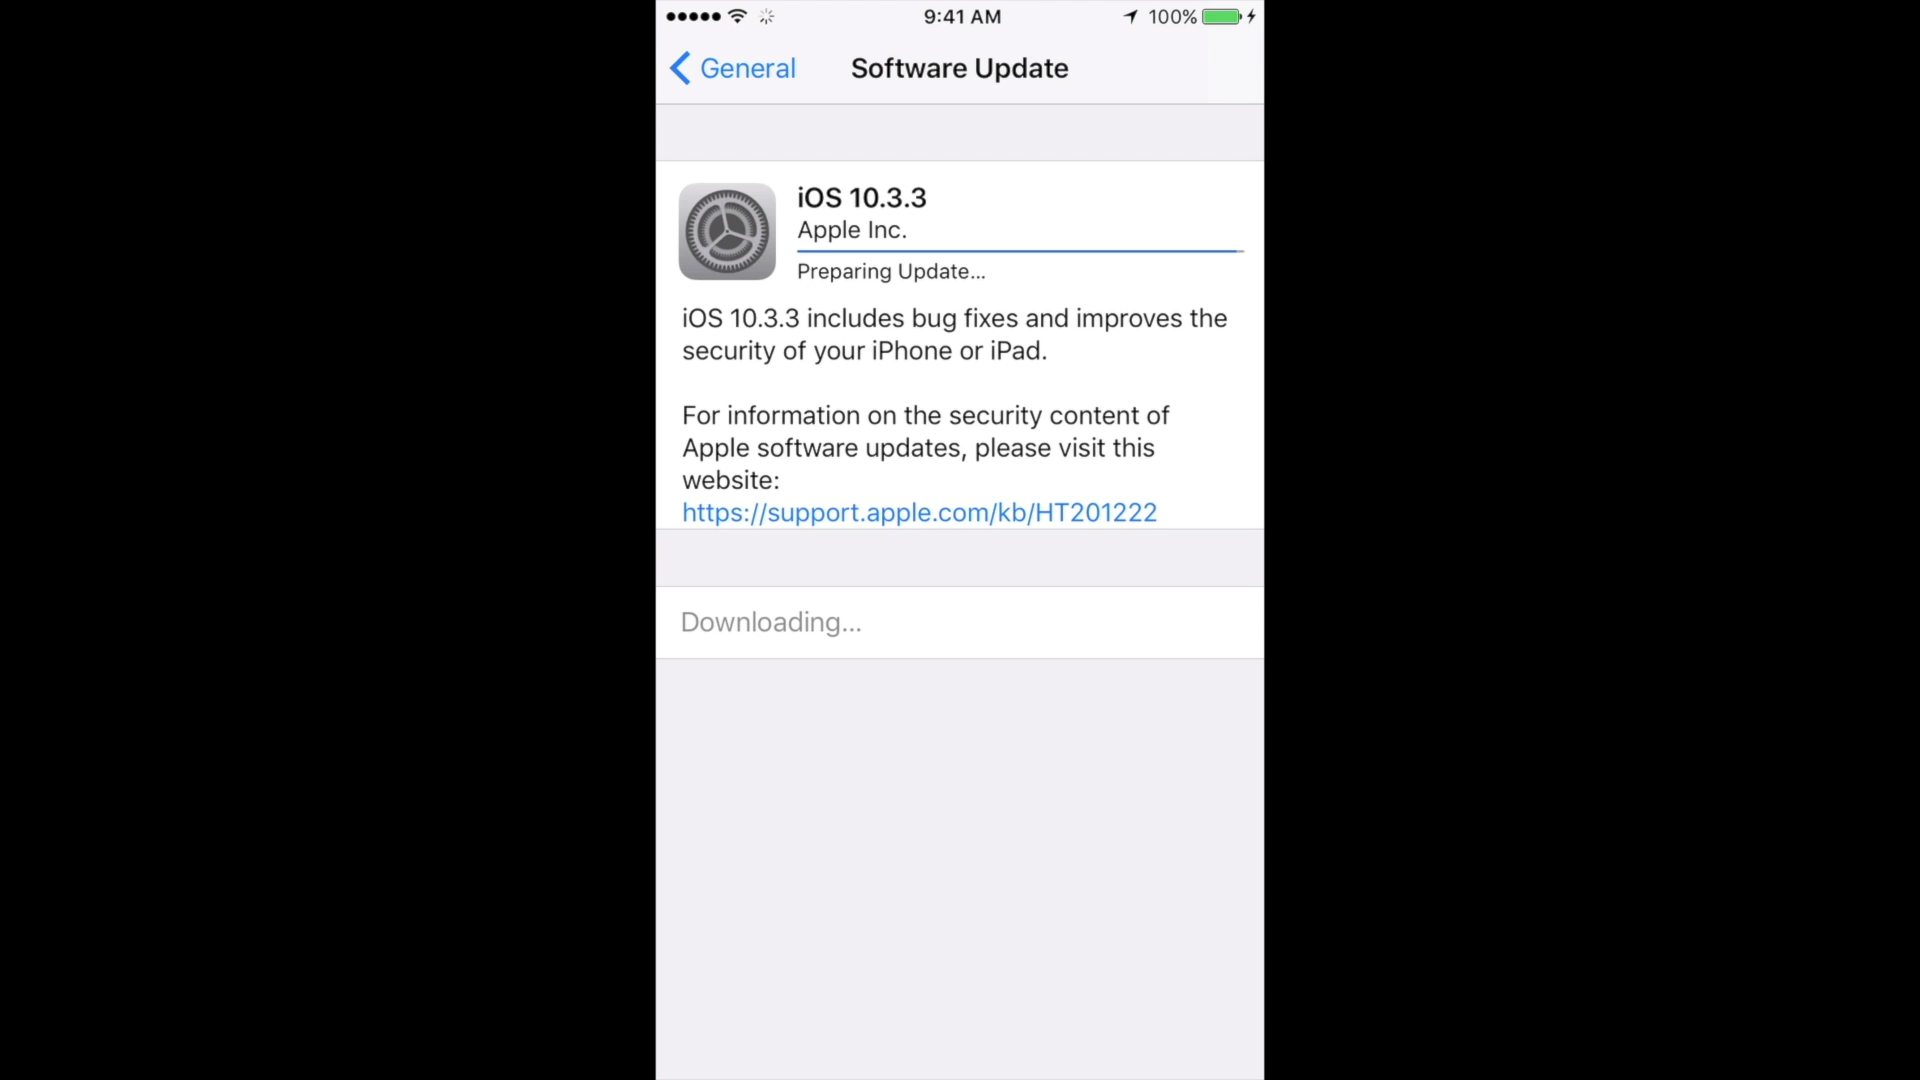 9:41 AM
100%
General
Software Update
iOS 10.3.3
Apple Inc.
Preparing Update...
iOS 10.3.3 includes bug fixes and improves the
security of your iPhone or iPad.
For information on the security content of
Apple software updates, please visit this
website:
https://support.apple.com/kb/HT201222
Downloading...